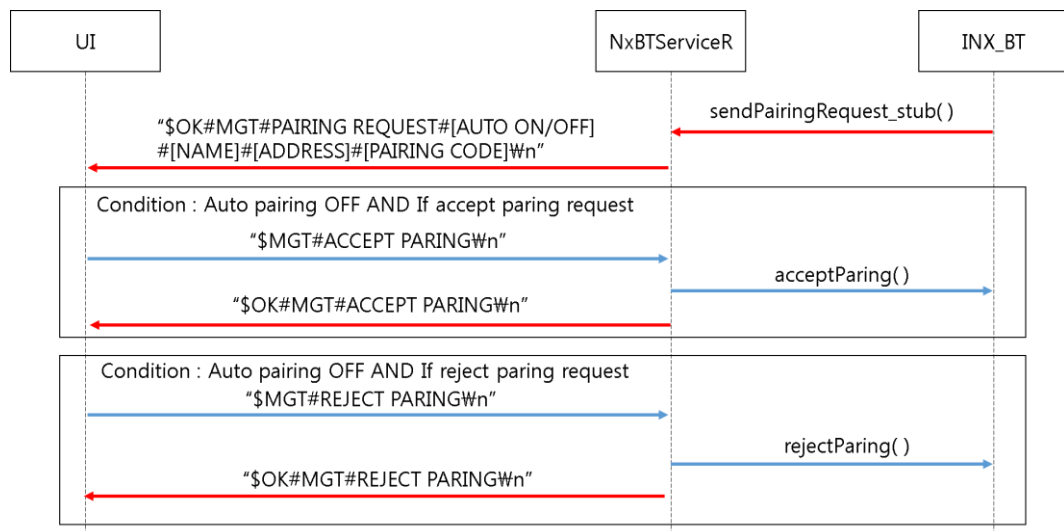 UI
NxBTServiceR
INX_BT
sendPairingRequest_stub( )
“$OK#MGT#PAIRING REQUEST#[AUTO ON/OFF]
#[NAME]#[ADDRESS]#[PAIRING CODE]₩n”
Condition : Auto pairing OFF AND If accept paring request
“$MGT#ACCEPT PARING₩n”
acceptParing( )
“$OK#MGT#ACCEPT PARING₩n”
Condition : Auto pairing OFF AND If reject paring request
“$MGT#REJECT PARING₩n”
rejectParing( )
“$OK#MGT#REJECT PARING₩n”